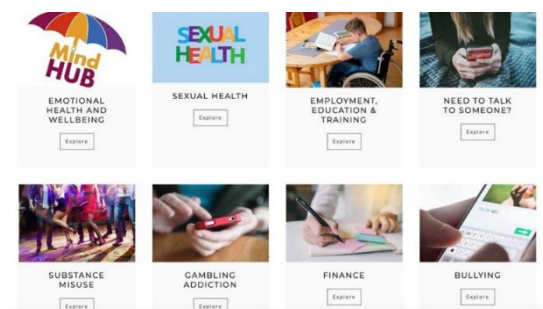 Mind
HUB
SEXUAL
HEALTH
EMOTIONAL
HEALTH AND
WELLBEING
Explore
SEXUAL HEALTH
Explore
EMPLOYMENT,
EDUCATION &
TRAINING
Explore
NEED TO TALK
TO SOMEONE?
Explore
SUBSTANCE
MISUSE
Explore
GAMBLING
ADDICTION
Explore
FINANCE
Explore
BULLYING
Explore